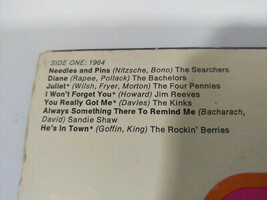 SIDE ONE: 1964
Needles and Pins (Nitzsche, Bono) The Searchers
Diane (Rapee, Pollack) The Bachelors
Juliet* (Wilsh, Fryer, Morton) The Four Pennies
I Won't Forget You* (Howard) Jim Reeves
You Really Got Me* (Davies) The Kinks
Always Something There To Remind Me (Bacharach,
David) Sandie Shaw
He's In Town* (Goffin, King) The Rockin' Berries